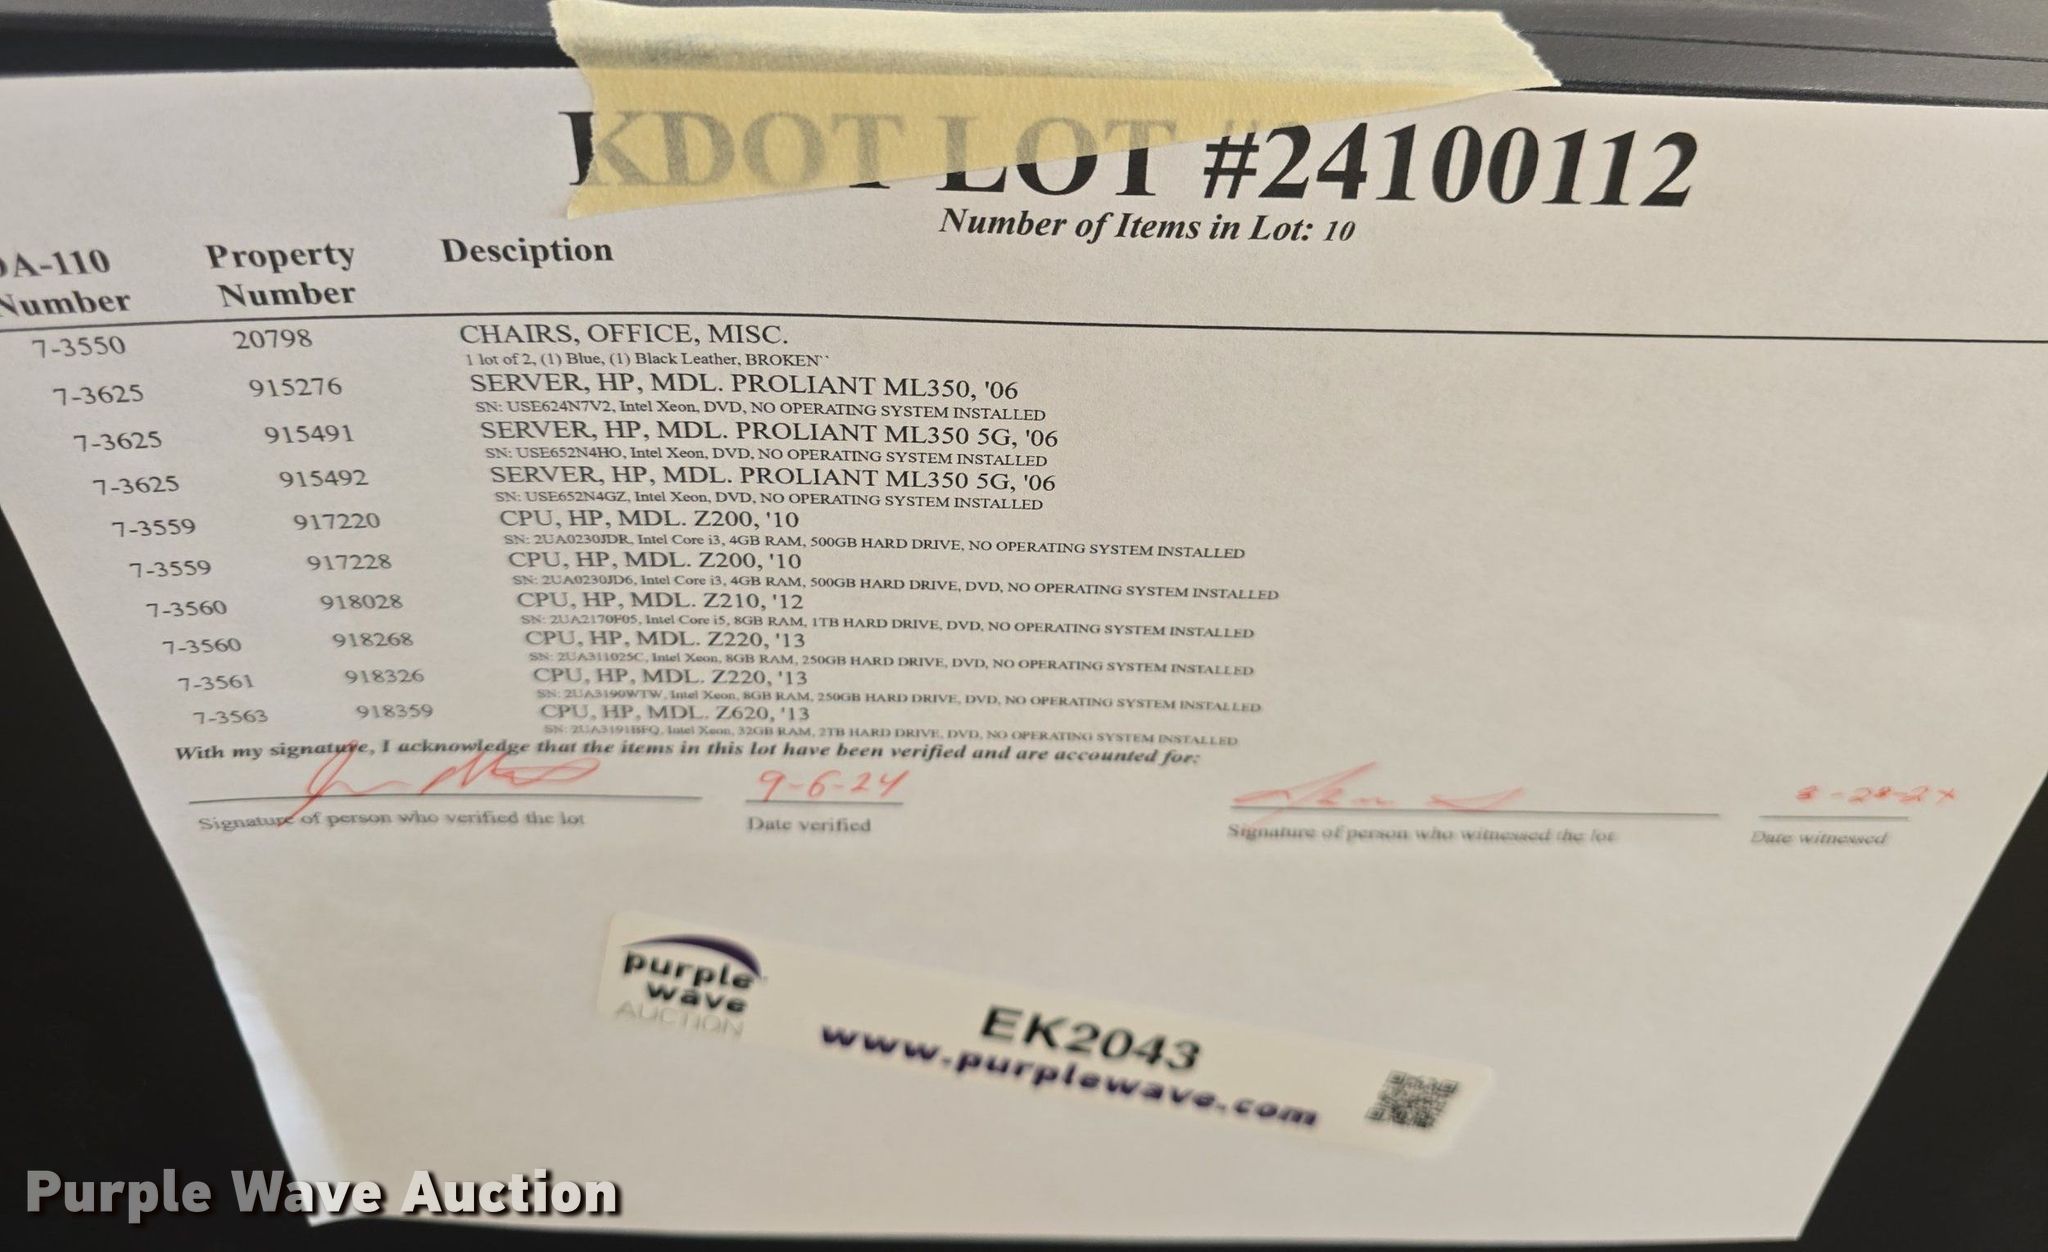 KDOT LOT #24100112
Number of Items in Lot: 10
DA-110 Number Property Number Desciption
7-3550 20798 CHAIRS, OFFICE, MISC.
1 lot of 2, (1) Blue, (1) Black Leather, BROKEN``
7-3625 915276 SERVER, HP, MDL. PROLIANT ML350, '06
SN: USE624N7V2, Intel Xeon, DVD, NO OPERATING SYSTEM INSTALLED
7-3625 915491 SERVER, HP, MDL. PROLIANT ML350 5G, '06
SN: USE652N4HO, Intel Xeon, DVD, NO OPERATING SYSTEM INSTALLED
7-3625 915492 SERVER, HP, MDL. PROLIANT ML350 5G, '06
SN: USE652N4GZ, Intel Xeon, DVD, NO OPERATING SYSTEM INSTALLED
7-3559 917220 CPU, HP, MDL. Z200, '10
SN: 2UA0230JDR, Intel Core i3, 4GB RAM, 500GB HARD DRIVE, NO OPERATING SYSTEM INSTALLED
7-3559 917228 CPU, HP, MDL. Z200, '10
SN: 2UA0230JD6, Intel Core i3, 4GB RAM, 500GB HARD DRIVE, DVD, NO OPERATING SYSTEM INSTALLED
7-3560 918028 CPU, HP, MDL. Z210, '12
SN: 2UA2170F05, Intel Core i5, 8GB RAM, 1TB HARD DRIVE, DVD, NO OPERATING SYSTEM INSTALLED
7-3560 918268 CPU, HP, MDL. Z220, '13
SN: 2UA311025C, Intel Xeon, 8GB RAM, 250GB HARD DRIVE, DVD, NO OPERATING SYSTEM INSTALLED
7-3561 918326 CPU, HP, MDL. Z220, '13
SN: 2UA3190WTW, Intel Xeon, 8GB RAM, 250GB HARD DRIVE, DVD, NO OPERATING SYSTEM INSTALLED
7-3563 918359 CPU, HP, MDL. Z620, '13
SN: 2UA3191BFQ, Intel Xeon, 32GB RAM, 2TB HARD DRIVE, DVD, NO OPERATING SYSTEM INSTALLED
With my signature, I acknowledge that the items in this lot have been verified and are accounted for:
9-6-24
Signature of person who verified the lot Date verified Signature of person who witnessed the lot Date witnessed
purple
wave
AUCTION
EK2043
www.purplewave.com
Purple Wave Auction